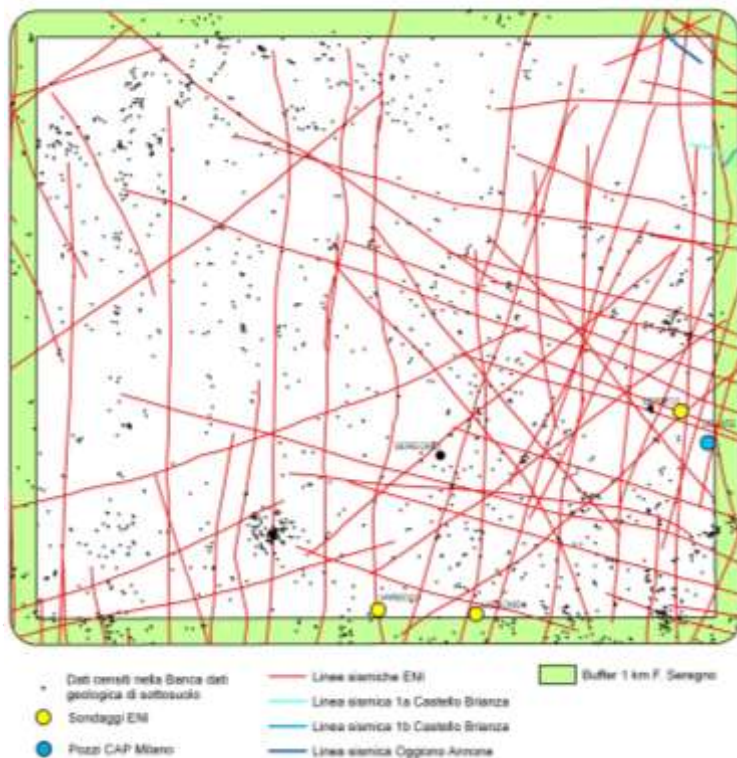 Dati censiti nella Banca dati
geologica di sottosuolo
Sondaggi ENI
Pozzi CAP Milano
Linee sismiche ENI
Linea sismica 1a Castello Brianza
Linea sismica 1b Castello Brianza
Linea sismica Oggiono Annone
Buffer 1 km F. Seregno